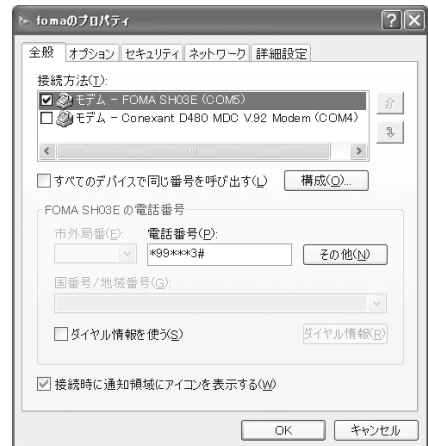 fomaのプロパティ
全般 オプション セキュリティ ネットワーク 詳細設定
接続方法(T):
モデム - FOMA SH03E (COM5)
モデム - Conexant D480 MDC V.92 Modem (COM4)
すべてのデバイスで同じ番号を呼び出す(L) 構成(O)...
FOMA SH03E の電話番号
市外局番(E): 電話番号(P):
*99***3# その他(N)
国番号/地域番号(G):
ダイヤル情報を使う(S) ダイヤル情報(R)
接続時に通知領域にアイコンを表示する(W)
OK キャンセル